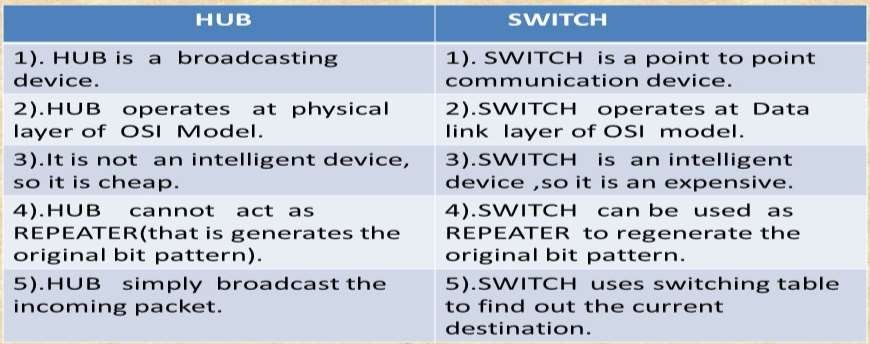 HUB
SWITCH
1). HUB is a broadcasting
device.
1). SWITCH is a point to point
communication device.
2).HUB operates at physical
layer of OSI Model.
2).SWITCH operates at Data
link layer of OSI model.
3).It is not an intelligent device,
so it is cheap.
3).SWITCH is an intelligent
device ,so it is an expensive.
4).HUB cannot act as
REPEATER(that is generates the
original bit pattern).
4).SWITCH can be used as
REPEATER to regenerate the
original bit pattern.
5).HUB simply broadcast the
incoming packet.
5).SWITCH uses switching table
to find out the current
destination.